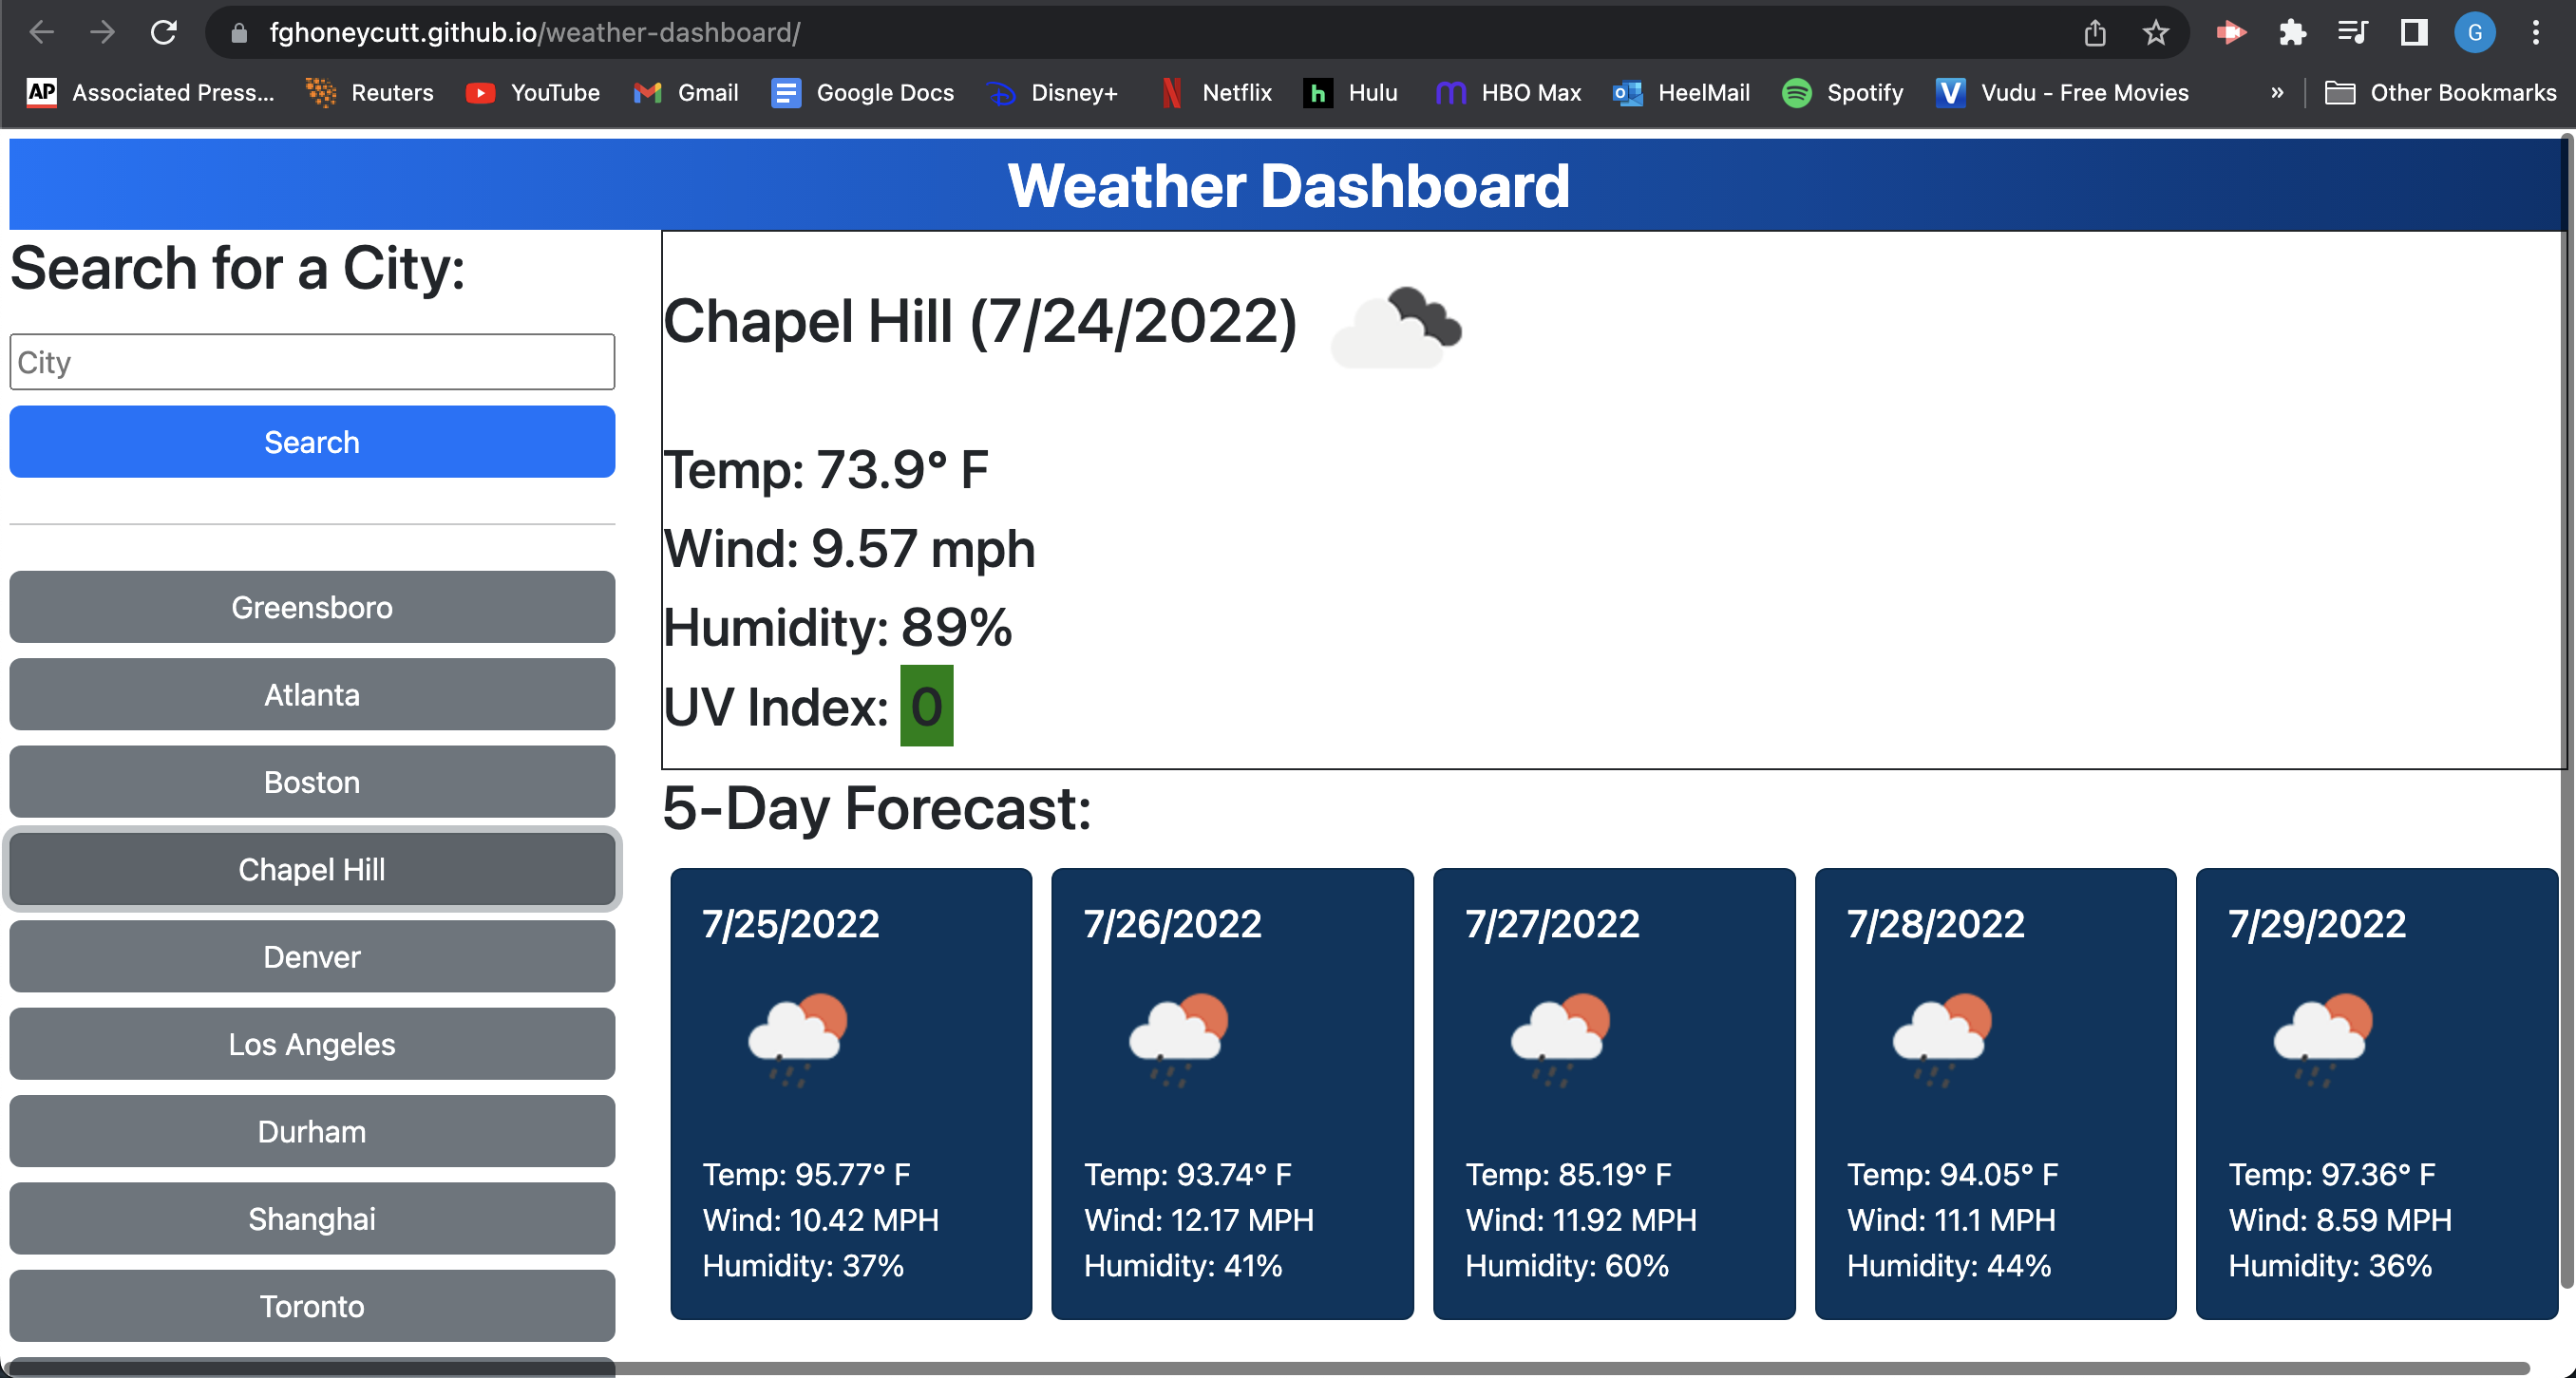 fghoneycutt.github.io/weather-dashboard/
G
AP Associated Press... Reuters YouTube Gmail Google Docs Disney+ Netflix h Hulu HBO Max HeelMail Spotify V Vudu - Free Movies » Other Bookmarks
Weather Dashboard
Search for a City:
City
Search
Greensboro
Atlanta
Boston
Chapel Hill
Denver
Los Angeles
Durham
Shanghai
Toronto
Chapel Hill (7/24/2022)
Temp: 73.9° F
Wind: 9.57 mph
Humidity: 89%
UV Index: 0
5-Day Forecast:
7/25/2022
Temp: 95.77° F
Wind: 10.42 MPH
Humidity: 37%
7/26/2022
Temp: 93.74° F
Wind: 12.17 MPH
Humidity: 41%
7/27/2022
Temp: 85.19° F
Wind: 11.92 MPH
Humidity: 60%
7/28/2022
Temp: 94.05° F
Wind: 11.1 MPH
Humidity: 44%
7/29/2022
Temp: 97.36° F
Wind: 8.59 MPH
Humidity: 36%